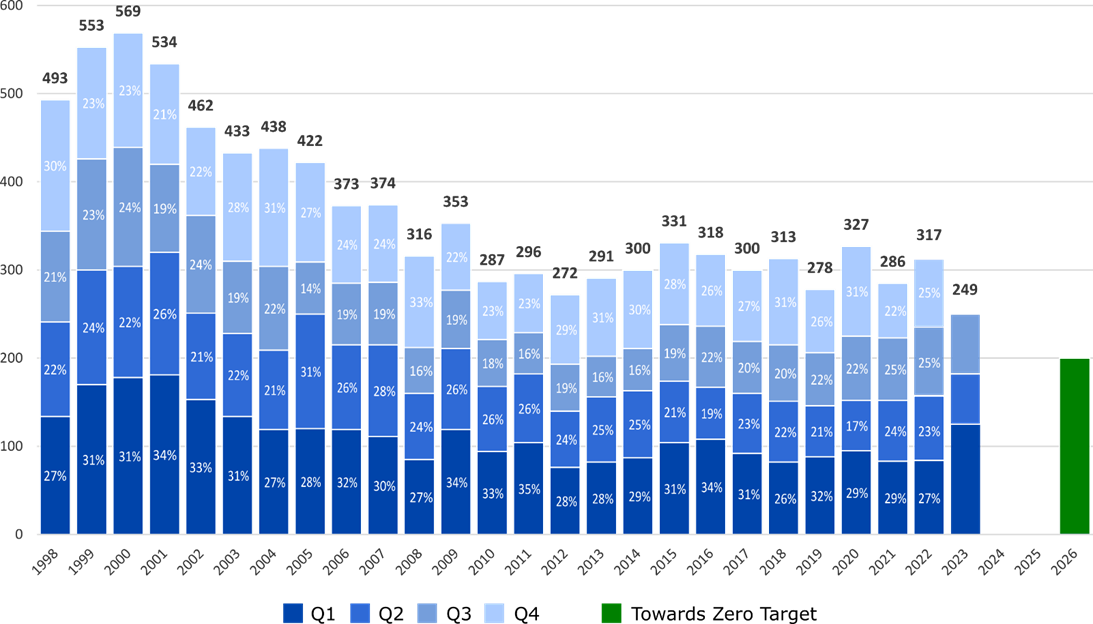 600
500
400
300
200
100
0
493 553 569 534 462 433 438 422 373 374 316 353 287 296 272 291 300 331 318 300 313 278 327 286 317 249
30% 23% 23% 21% 22% 28% 31% 27% 24% 24% 33% 22% 23% 23% 29% 31% 30% 28% 26% 27% 31% 26% 31% 22% 25%
21% 23% 24% 19% 24% 19% 22% 14% 19% 19% 16% 19% 18% 16% 19% 16% 16% 19% 22% 20% 20% 22% 22% 25% 25%
22% 24% 22% 26% 21% 22% 21% 31% 26% 28% 24% 26% 26% 26% 24% 25% 25% 21% 19% 23% 22% 21% 17% 24% 23%
27% 31% 31% 34% 33% 31% 27% 28% 32% 30% 27% 34% 33% 35% 28% 28% 29% 31% 34% 31% 26% 32% 29% 29% 27%
1998 1999 2000 2001 2002 2003 2004 2005 2006 2007 2008 2009 2010 2011 2012 2013 2014 2015 2016 2017 2018 2019 2020 2021 2022 2023 2024 2025 2026
Q1 Q2 Q3 Q4 Towards Zero Target